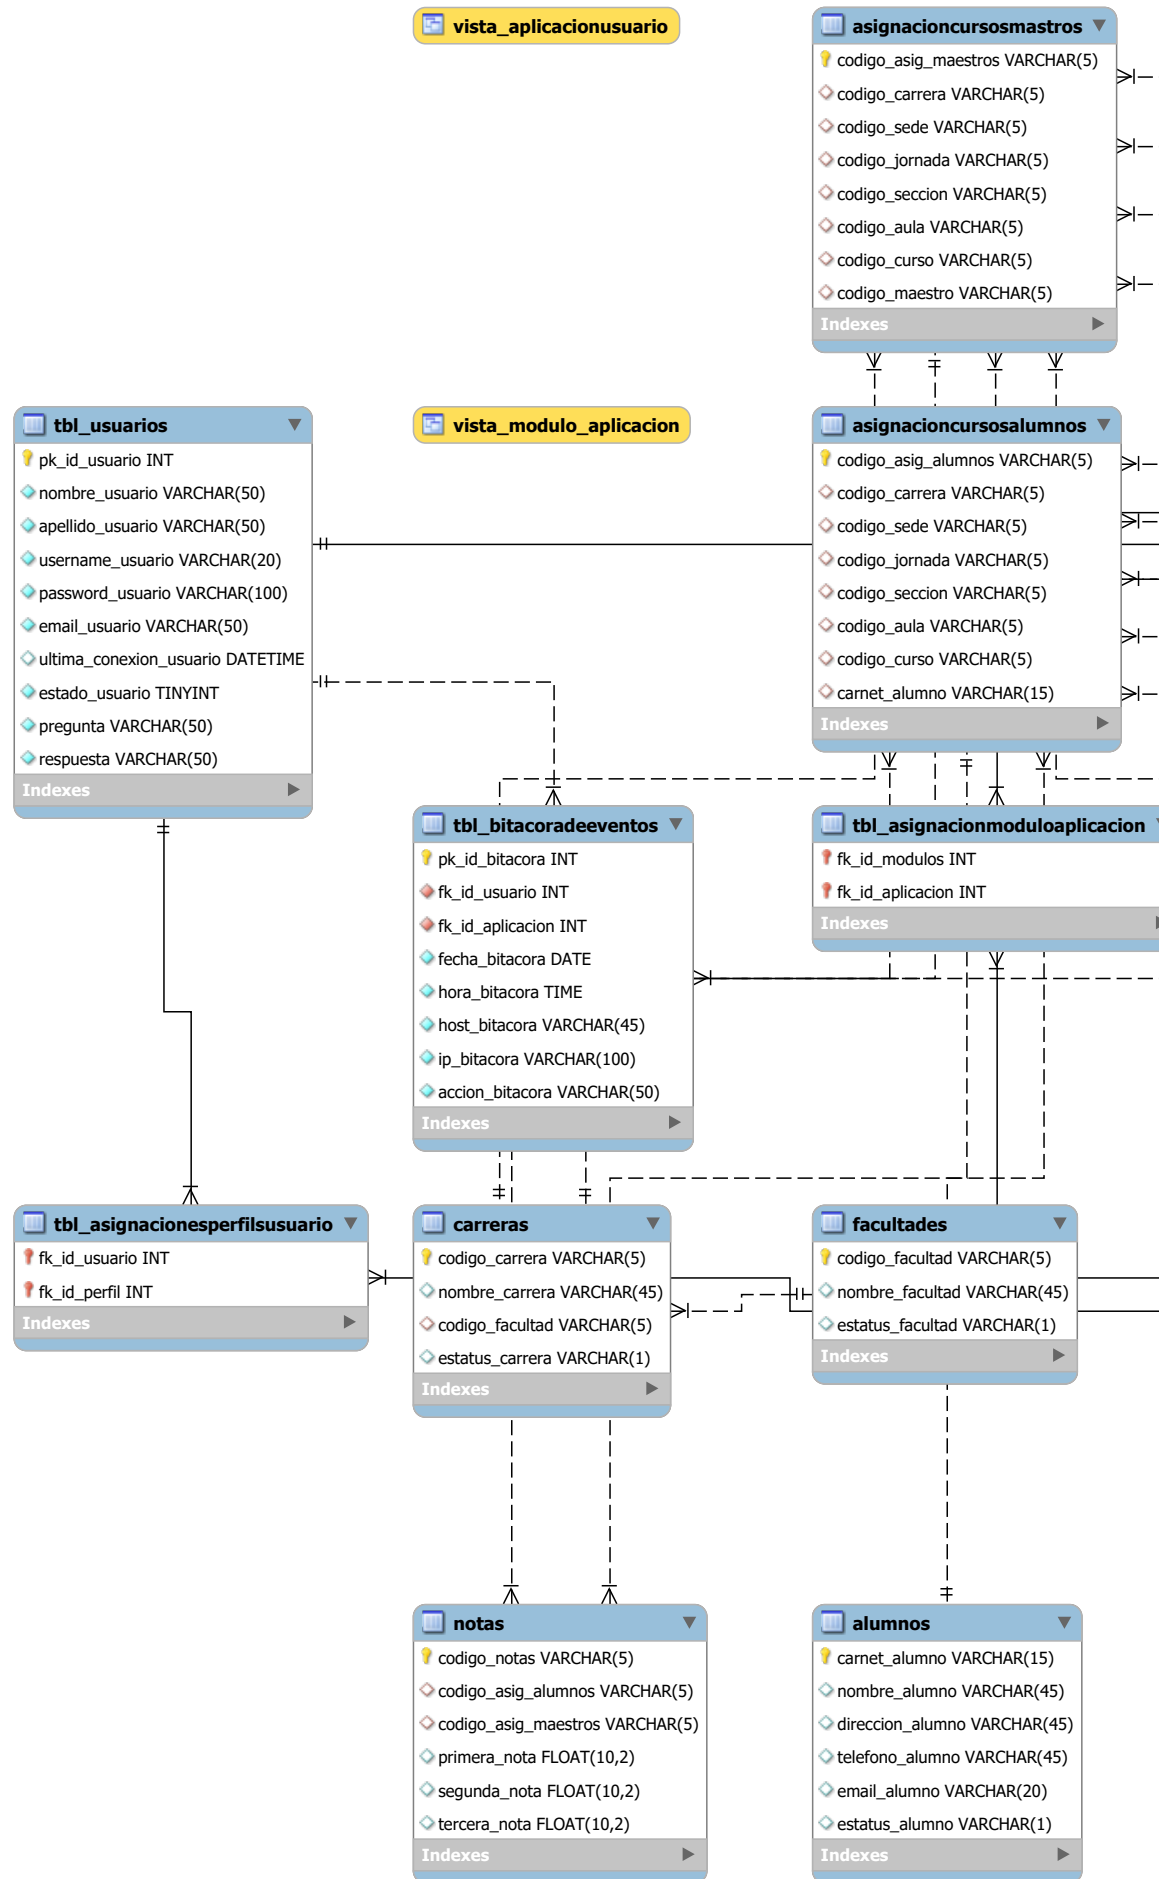 vista_aplicacionusuario
asignacioncursosmastros
codigo_asig_maestros VARCHAR(5)
codigo_carrera VARCHAR(5)
codigo_sede VARCHAR(5)
codigo_jornada VARCHAR(5)
codigo_seccion VARCHAR(5)
codigo_aula VARCHAR(5)
codigo_curso VARCHAR(5)
codigo_maestro VARCHAR(5)
Indexes
tbl_usuarios
pk_id_usuario INT
nombre_usuario VARCHAR(50)
apellido_usuario VARCHAR(50)
username_usuario VARCHAR(20)
password_usuario VARCHAR(100)
email_usuario VARCHAR(50)
ultima_conexion_usuario DATETIME
estado_usuario TINYINT
pregunta VARCHAR(50)
respuesta VARCHAR(50)
Indexes
vista_modulo_aplicacion
asignacioncursosalumnos
codigo_asig_alumnos VARCHAR(5)
codigo_carrera VARCHAR(5)
codigo_sede VARCHAR(5)
codigo_jornada VARCHAR(5)
codigo_seccion VARCHAR(5)
codigo_aula VARCHAR(5)
codigo_curso VARCHAR(5)
carnet_alumno VARCHAR(15)
Indexes
tbl_bitacoradeeventos
pk_id_bitacora INT
fk_id_usuario INT
fk_id_aplicacion INT
fecha_bitacora DATE
hora_bitacora TIME
host_bitacora VARCHAR(45)
ip_bitacora VARCHAR(100)
accion_bitacora VARCHAR(50)
Indexes
tbl_asignacionmoduloaplicacion
fk_id_modulos INT
fk_id_aplicacion INT
Indexes
tbl_asignacionesperfilsusuario
fk_id_usuario INT
fk_id_perfil INT
Indexes
carreras
codigo_carrera VARCHAR(5)
nombre_carrera VARCHAR(45)
codigo_facultad VARCHAR(5)
estatus_carrera VARCHAR(1)
Indexes
facultades
codigo_facultad VARCHAR(5)
nombre_facultad VARCHAR(45)
estatus_facultad VARCHAR(1)
Indexes
notas
codigo_notas VARCHAR(5)
codigo_asig_alumnos VARCHAR(5)
codigo_asig_maestros VARCHAR(5)
primera_nota FLOAT(10,2)
segunda_nota FLOAT(10,2)
tercera_nota FLOAT(10,2)
Indexes
alumnos
carnet_alumno VARCHAR(15)
nombre_alumno VARCHAR(45)
direccion_alumno VARCHAR(45)
telefono_alumno VARCHAR(45)
email_alumno VARCHAR(20)
estatus_alumno VARCHAR(1)
Indexes